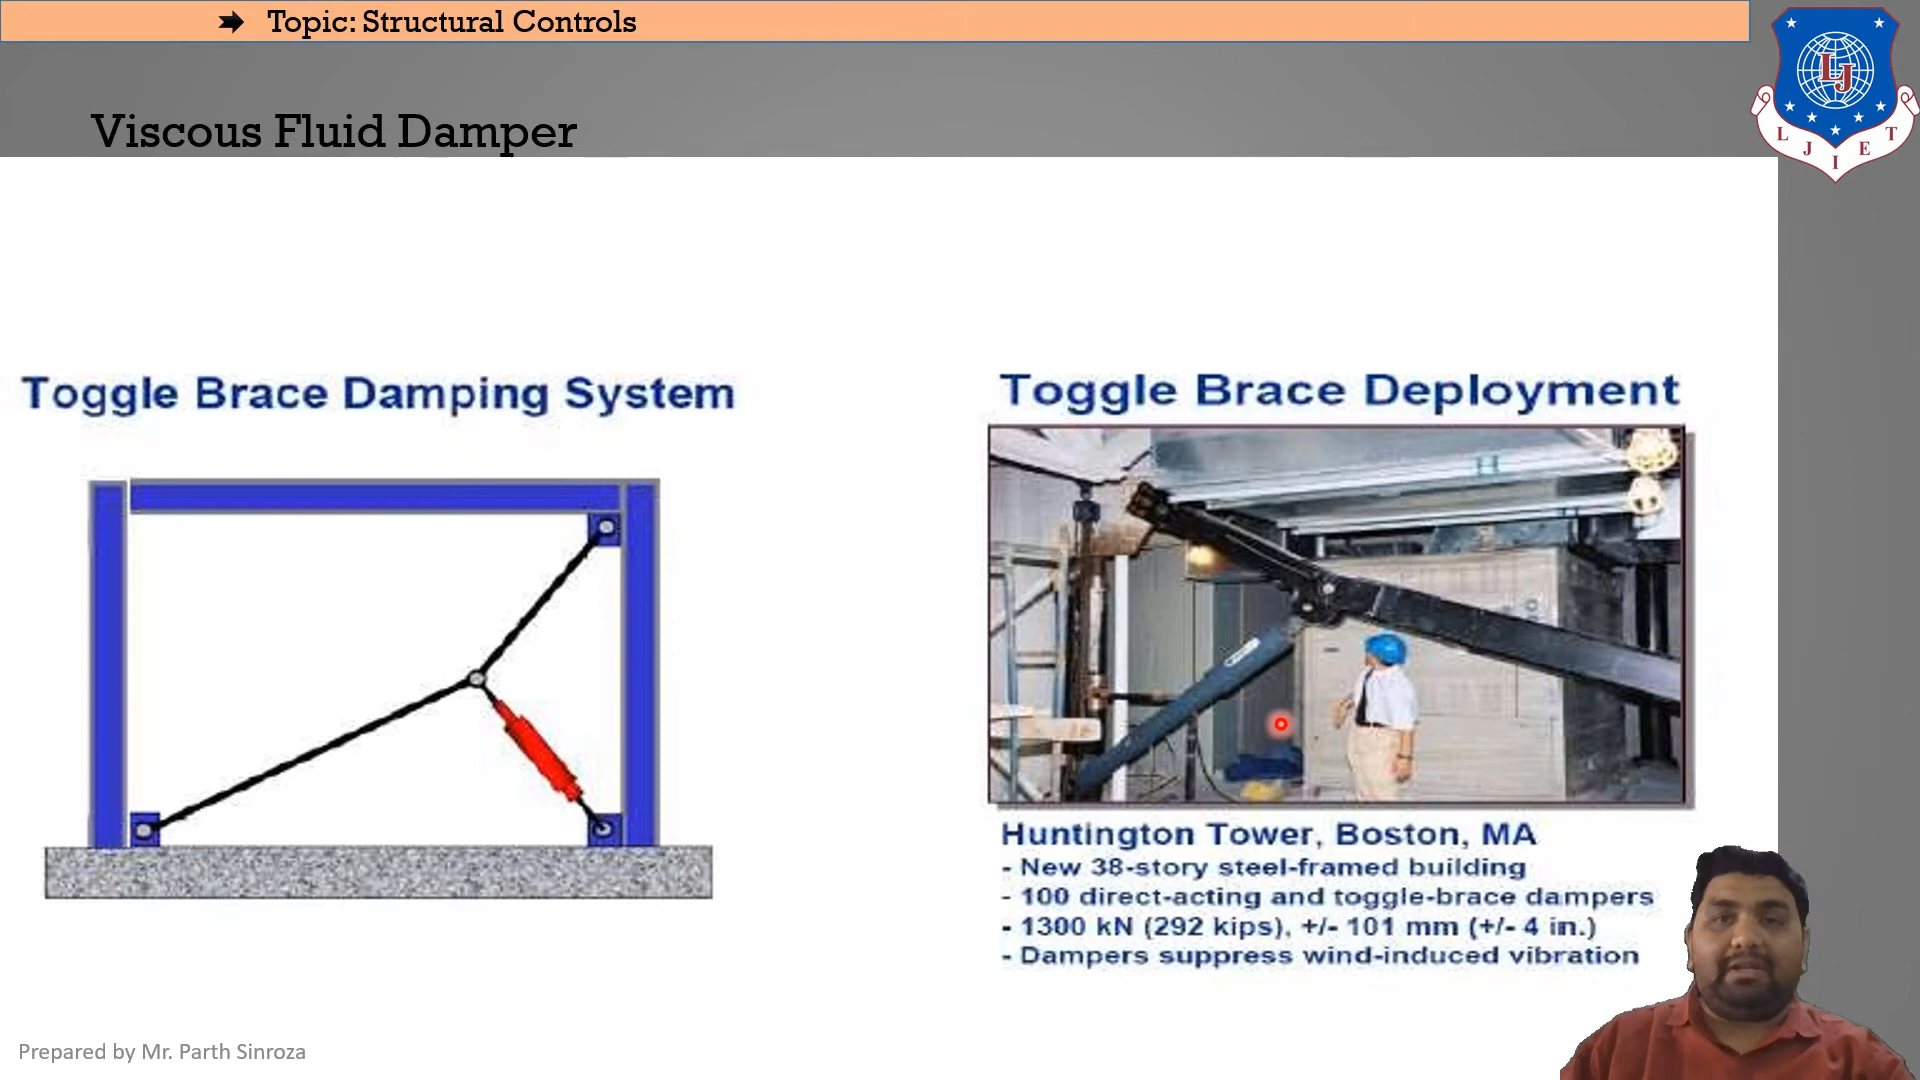 Topic: Structural Controls
L J I E T
LJ
Viscous Fluid Damper
Toggle Brace Damping System
Toggle Brace Deployment
Huntington Tower, Boston, MA
- New 38-story steel-framed building
- 100 direct-acting and toggle-brace dampers
- 1300 kN (292 kips), +/- 101 mm (+/- 4 in.)
- Dampers suppress wind-induced vibration
Prepared by Mr. Parth Sinroza